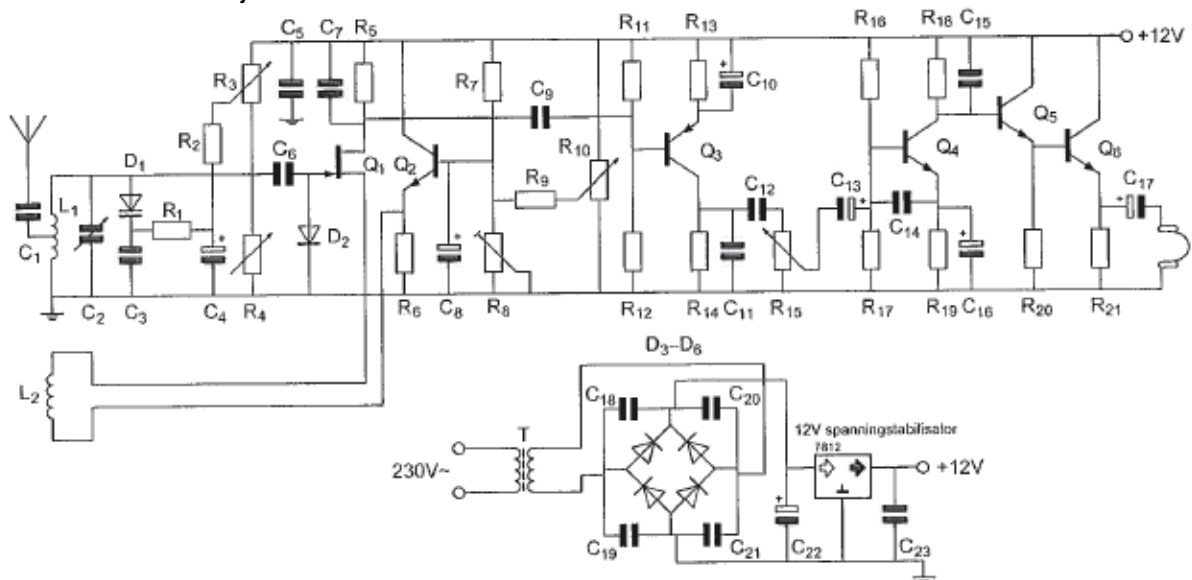 C5 C7 R5 R11 R13 R16 R18 C15
+12V
R3 R7 C9 + C10
R2 Q5
D1 C6 Q1 Q2 R10 Q3 Q4 Q6
L1 R1 R9 C12 C13 + C17 +
C1 + D2 + C14 +
C2 C3 C4 R4 R6 C8 R8 R12 R14 C11 R15 R17 R19 C16 R20 R21
D3–D6
L2 C18 C20
T 12V spanningstabilisator
7812
230V~ +12V
+
C19 C21 C22 C23